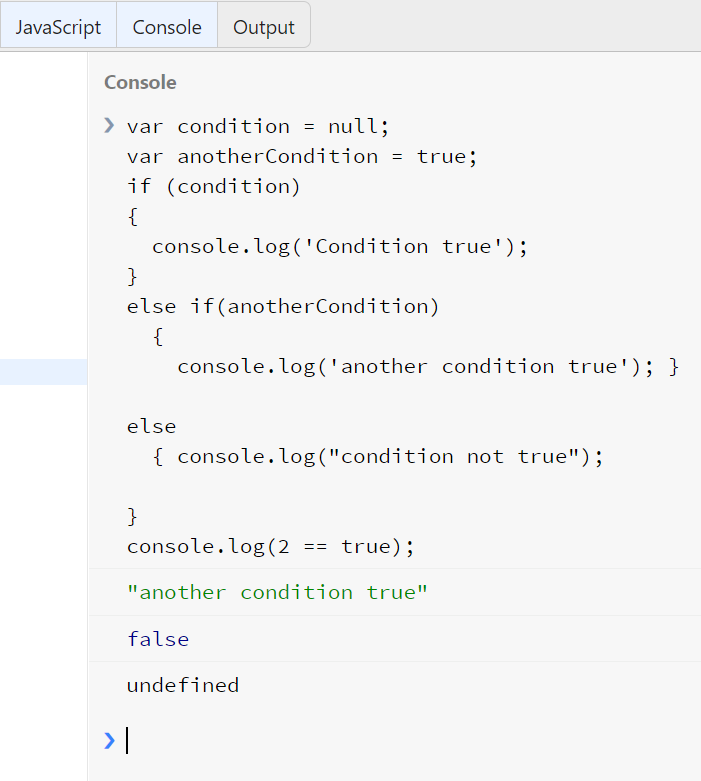 JavaScript Console Output
Console
❯ var condition = null;
var anotherCondition = true;
if (condition)
{
  console.log('Condition true');
}
else if(anotherCondition)
  {
    console.log('another condition true'); }
else
  { console.log("condition not true");
}
console.log(2 == true);
"another condition true"
false
undefined
❯